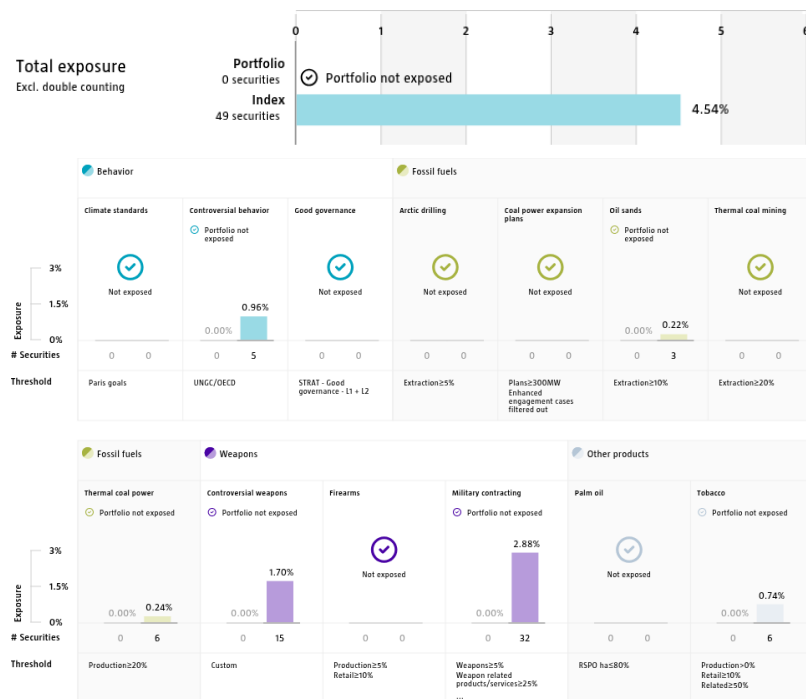 0 1 2 3 4 5 6
Total exposure
Excl. double counting
Portfolio
0 securities
Portfolio not exposed
Index
49 securities
4.54%
Behavior
Fossil fuels
Climate standards
Controversial behavior
Good governance
Arctic drilling
Coal power expansion
plans
Oil sands
Thermal coal mining
Portfolio not
exposed
Portfolio not
exposed
Not exposed
Not exposed
Not exposed
Not exposed
Not exposed
Exposure
3%
1.5%
0%
0.00% 0.96%
0.00% 0.22%
# Securities
0 0 0 5 0 0 0 0 0 0 0 3 0 0
Threshold
Paris goals
UNGC/OECD
STRAT - Good
governance - L1 + L2
Extraction≥5%
Plans≥300MW
Enhanced
engagement cases
filtered out
Extraction≥10%
Extraction≥20%
Fossil fuels
Weapons
Other products
Thermal coal power
Controversial weapons
Firearms
Military contracting
Palm oil
Tobacco
Portfolio not exposed
Portfolio not exposed
Portfolio not exposed
Portfolio not exposed
Not exposed
Not exposed
Exposure
3%
1.5%
0%
0.00% 0.24%
0.00% 1.70%
0.00% 2.88%
0.00% 0.74%
# Securities
0 6 0 15 0 0 0 32 0 0 0 6
Threshold
Production≥20%
Custom
Production≥5%
Retail≥10%
Weapons≥5%
Weapon related
products/services≥25%
RSPO ha≤80%
Production>0%
Retail≥10%
Related≥50%